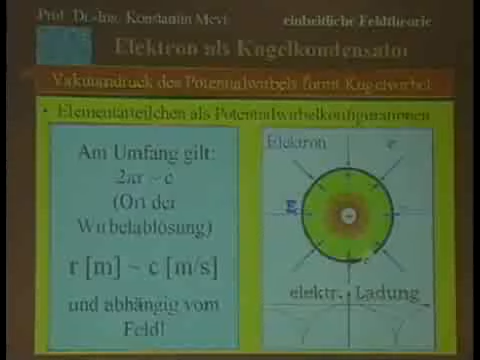 Prof. Dr.-Ing. Konstantin Meyl
einheitliche Feldtheorie
Elektron als Kugelkondensator
Vakuumdruck des Potentialwirbels formt Kugelwirbel
• Elementarteilchen als Potentialwirbelkonfigurationen
Am Umfang gilt:
2πr ~ c
(Ort der
Wirbelablösung)
r [m] ~ c [m/s]
und abhängig vom
Feld!
Elektron
e⁻
E
r
elektr. Ladung